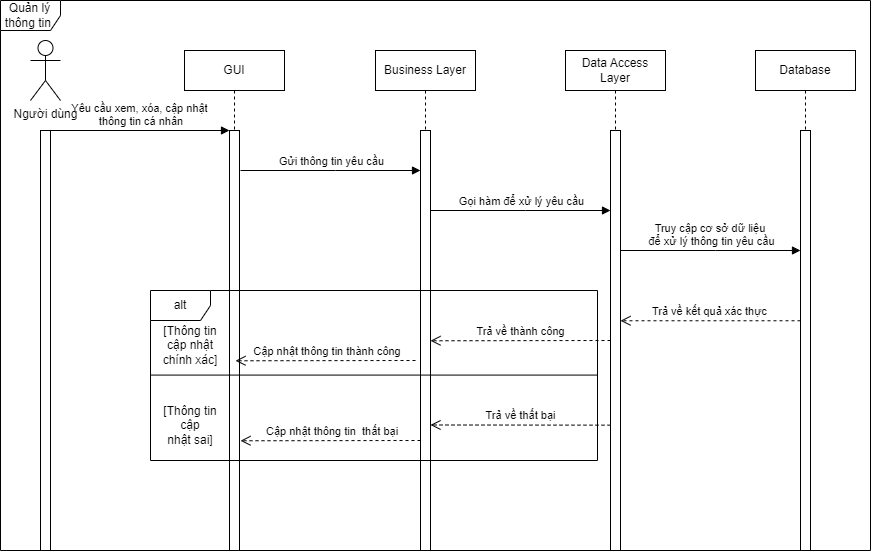 Quản lý
thông tin
GUI
Business Layer
Data Access
Layer
Database
Người dùng
Yêu cầu xem, xóa, cập nhật
thông tin cá nhân
Gửi thông tin yêu cầu
Gọi hàm để xử lý yêu cầu
Truy cập cơ sở dữ liệu
để xử lý thông tin yêu cầu
Trả về kết quả xác thực
alt
[Thông tin
cập nhật
chính xác]
Trả về thành công
Cập nhật thông tin thành công
[Thông tin
cập
nhật sai]
Trả về thất bại
Cập nhật thông tin  thất bại